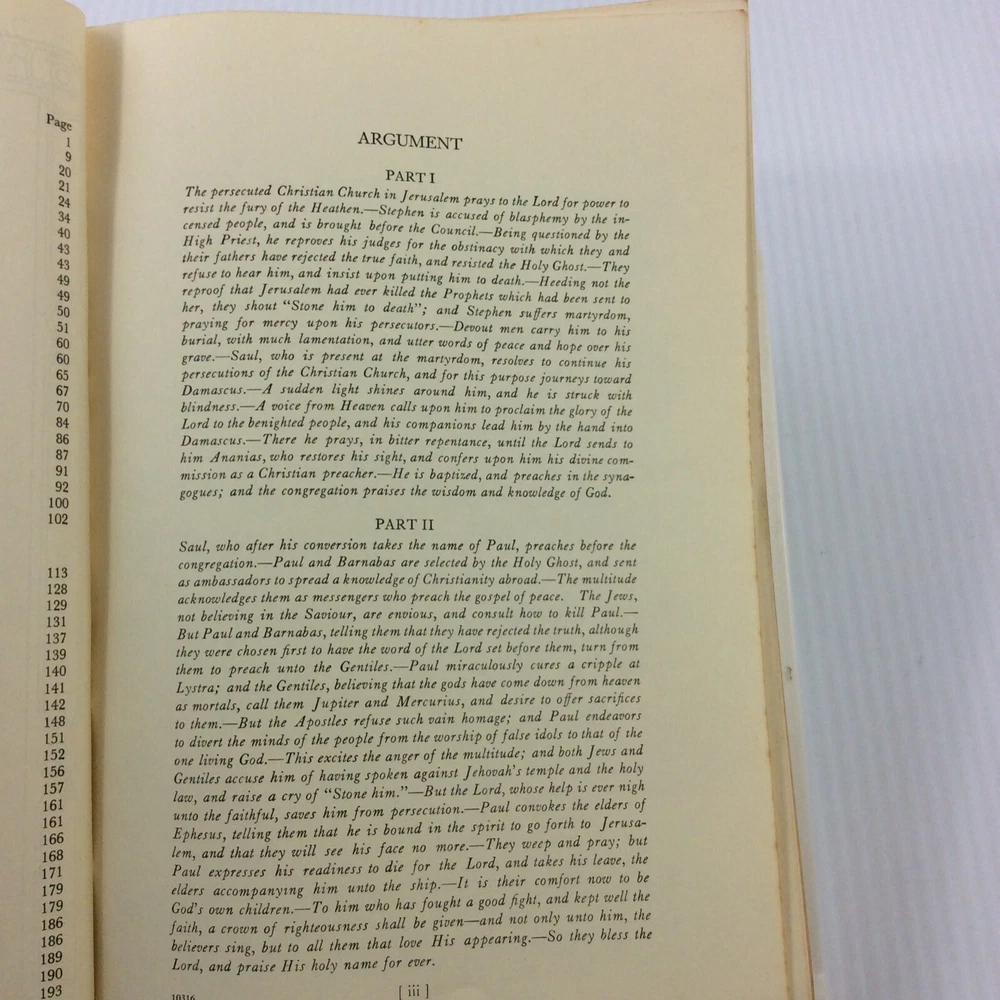 Page
1
9
20
21
24
34
40
43
43
49
49
50
51
60
60
65
67
70
84
86
87
91
92
100
102
113
128
129
131
137
139
140
141
142
148
151
152
156
157
161
161
166
168
171
179
179
186
186
189
190
193
ARGUMENT
PART I
The persecuted Christian Church in Jerusalem prays to the Lord for power to
resist the fury of the Heathen.—Stephen is accused of blasphemy by the in-
censed people, and is brought before the Council.—Being questioned by the
High Priest, he reproves his judges for the obstinacy with which they and
their fathers have rejected the true faith, and resisted the Holy Ghost.—They
refuse to hear him, and insist upon putting him to death.—Heeding not the
reproof that Jerusalem had ever killed the Prophets which had been sent to
her, they shout "Stone him to death"; and Stephen suffers martyrdom,
praying for mercy upon his persecutors.—Devout men carry him to his
burial, with much lamentation, and utter words of peace and hope over his
grave.—Saul, who is present at the martyrdom, resolves to continue his
persecutions of the Christian Church, and for this purpose journeys toward
Damascus.—A sudden light shines around him, and he is struck with
blindness.—A voice from Heaven calls upon him to proclaim the glory of the
Lord to the benighted people, and his companions lead him by the hand into
Damascus.—There he prays, in bitter repentance, until the Lord sends to
him Ananias, who restores his sight, and confers upon him his divine com-
mission as a Christian preacher.—He is baptized, and preaches in the syna-
gogues; and the congregation praises the wisdom and knowledge of God.
PART II
Saul, who after his conversion takes the name of Paul, preaches before the
congregation.—Paul and Barnabas are selected by the Holy Ghost, and sent
as ambassadors to spread a knowledge of Christianity abroad.—The multitude
acknowledges them as messengers who preach the gospel of peace. The Jews,
not believing in the Saviour, are envious, and consult how to kill Paul.—
But Paul and Barnabas, telling them that they have rejected the truth, although
they were chosen first to have the word of the Lord set before them, turn from
them to preach unto the Gentiles.—Paul miraculously cures a cripple at
Lystra; and the Gentiles, believing that the gods have come down from heaven
as mortals, call them Jupiter and Mercurius, and desire to offer sacrifices
to them.—But the Apostles refuse such vain homage; and Paul endeavors
to divert the minds of the people from the worship of false idols to that of the
one living God.—This excites the anger of the multitude; and both Jews and
Gentiles accuse him of having spoken against Jehovah's temple and the holy
law, and raise a cry of "Stone him."—But the Lord, whose help is ever nigh
unto the faithful, saves him from persecution.—Paul convokes the elders of
Ephesus, telling them that he is bound in the spirit to go forth to Jerusa-
lem, and that they will see his face no more.—They weep and pray; but
Paul expresses his readiness to die for the Lord, and takes his leave, the
elders accompanying him unto the ship.—It is their comfort now to be
God's own children.—To him who has fought a good fight, and kept well the
faith, a crown of righteousness shall be given—and not only unto him, the
believers sing, but to all them that love His appearing.—So they bless the
Lord, and praise His holy name for ever.
10316
[ iii ]